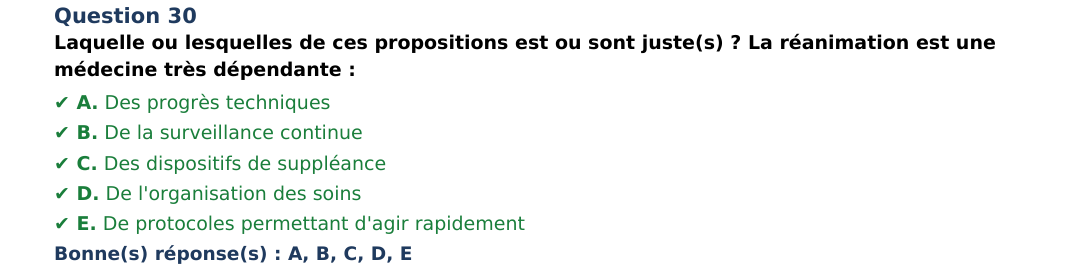 Question 30
Laquelle ou lesquelles de ces propositions est ou sont juste(s) ? La réanimation est une
médecine très dépendante :
✔ A. Des progrès techniques
✔ B. De la surveillance continue
✔ C. Des dispositifs de suppléance
✔ D. De l'organisation des soins
✔ E. De protocoles permettant d'agir rapidement
Bonne(s) réponse(s) : A, B, C, D, E